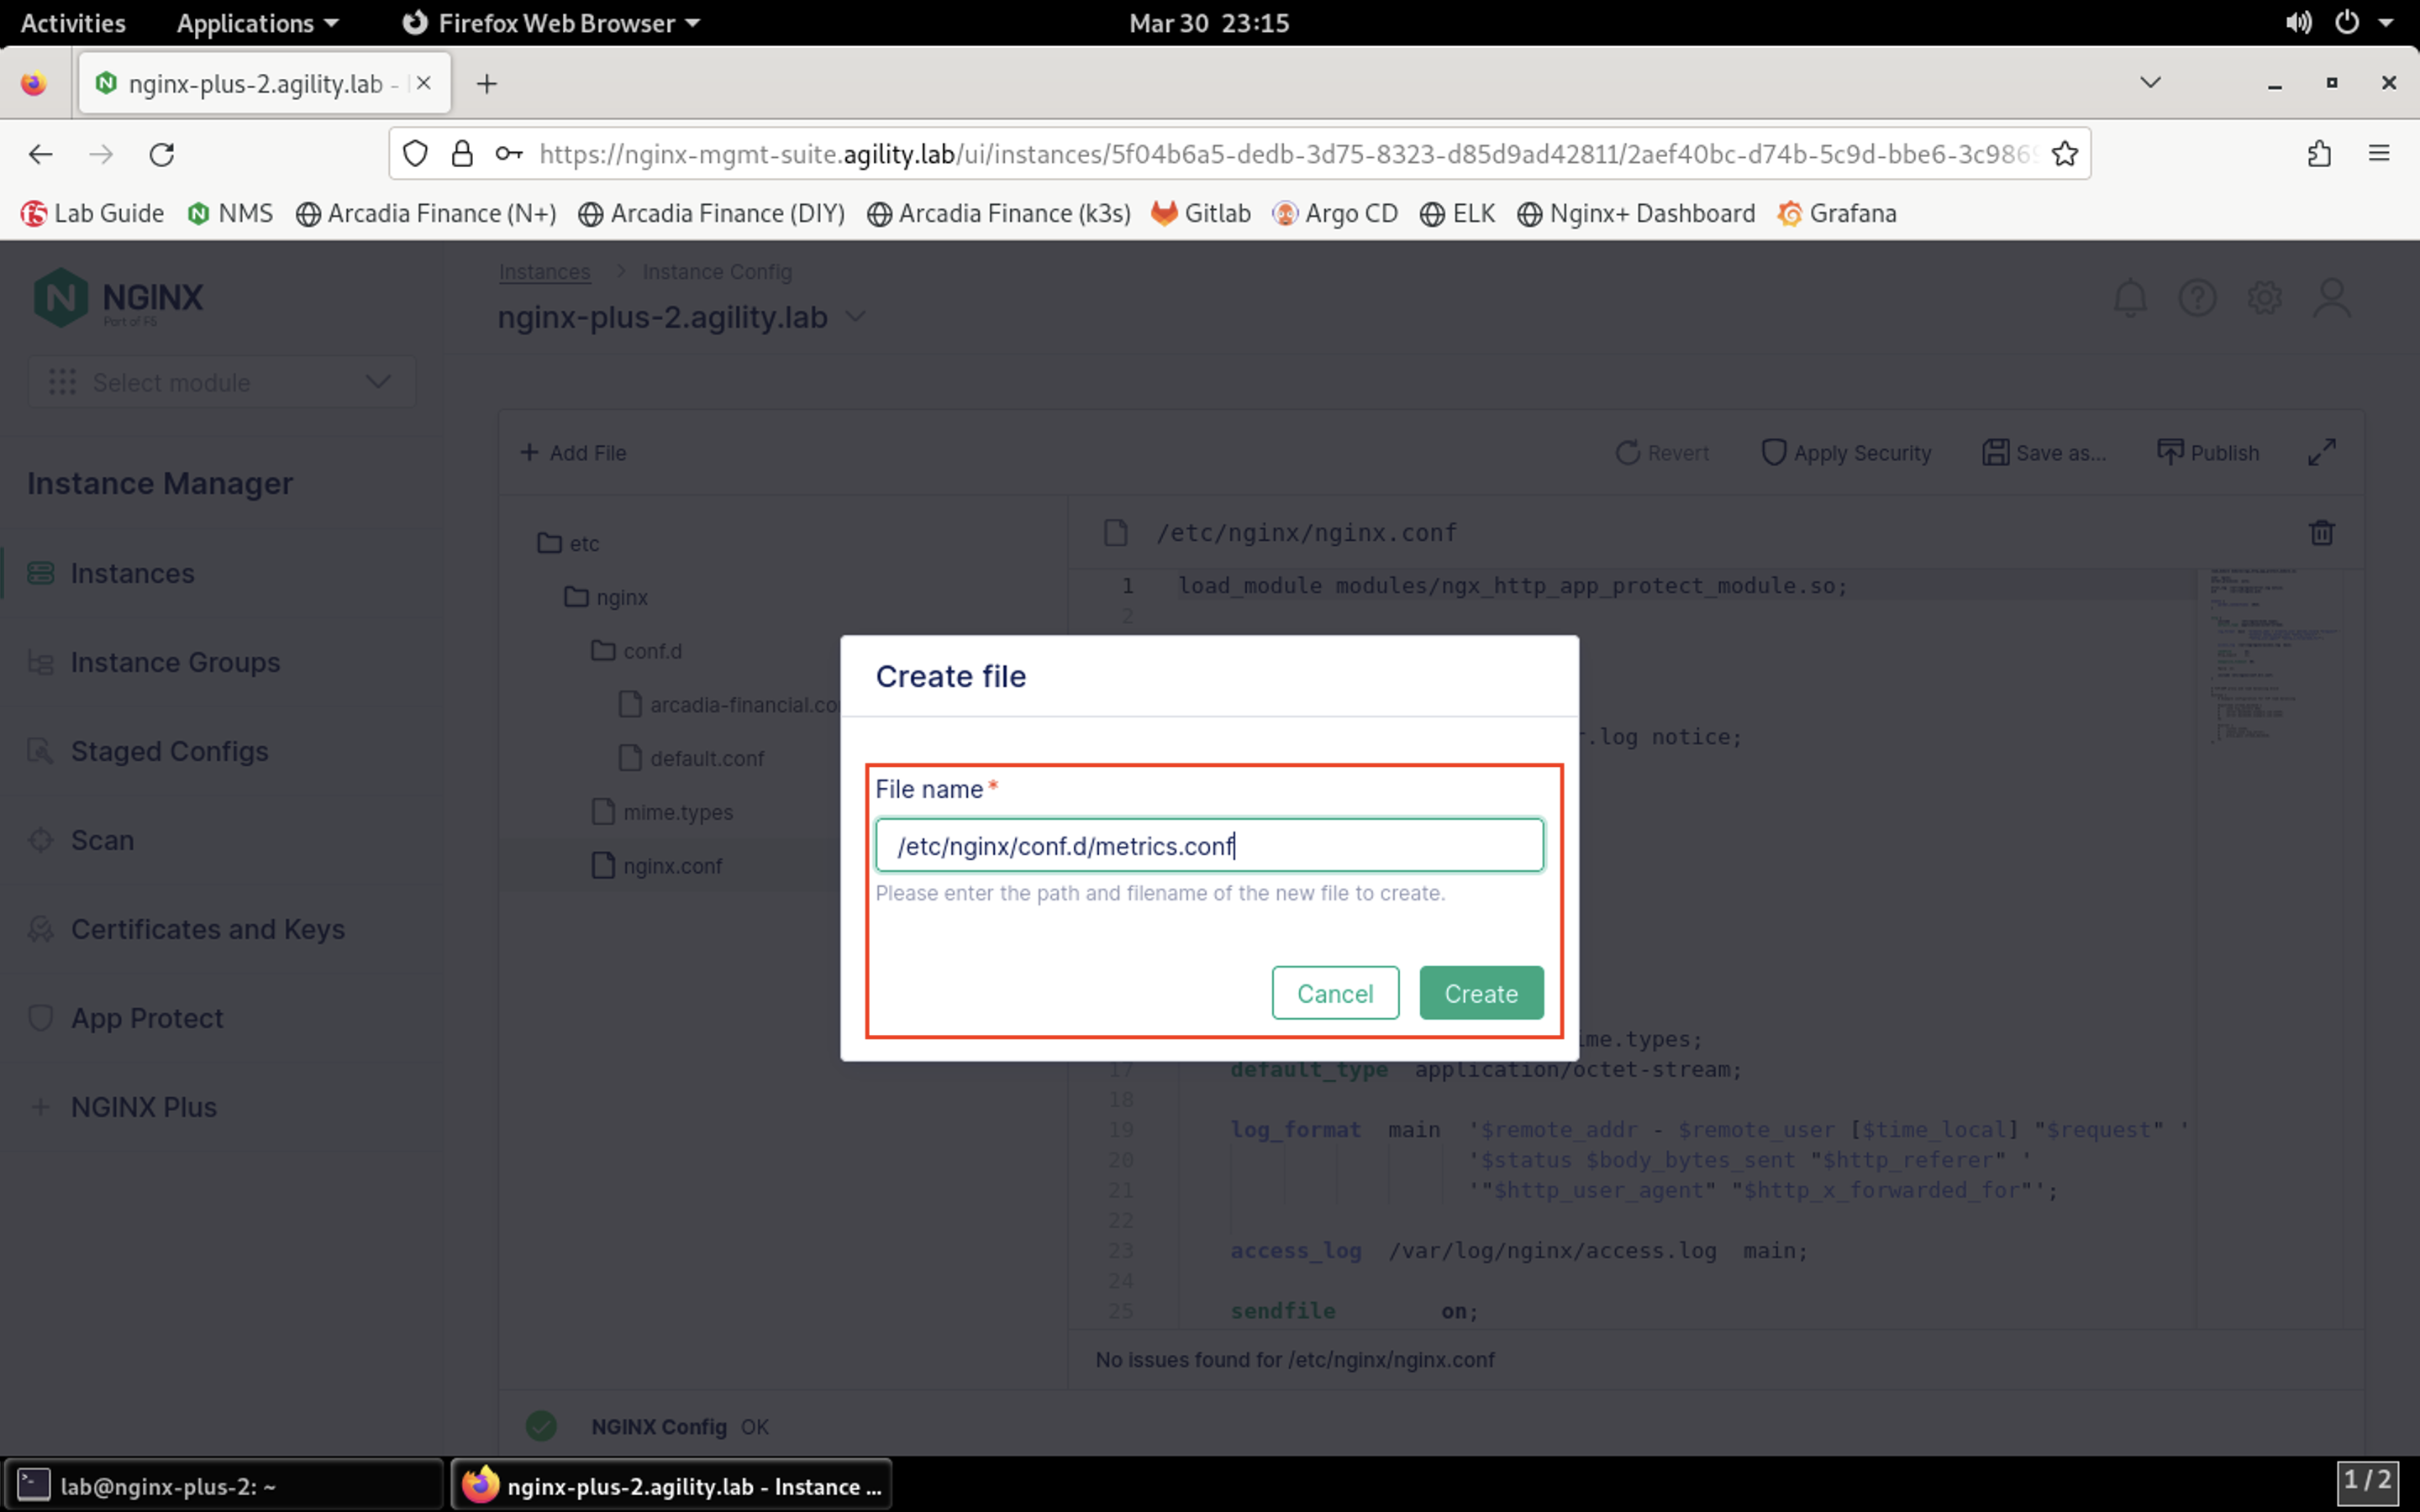 Activities Applications Firefox Web Browser Mar 30 23:15
nginx-plus-2.agility.lab -
https://nginx-mgmt-suite.agility.lab/ui/instances/5f04b6a5-dedb-3d75-8323-d85d9ad42811/2aef40bc-d74b-5c9d-bbe6-3c986
Lab Guide NMS Arcadia Finance (N+) Arcadia Finance (DIY) Arcadia Finance (k3s) Gitlab Argo CD ELK Nginx+ Dashboard Grafana
NGINX
Part of F5
Select module
Instance Manager
Instances
Instance Groups
Staged Configs
Scan
Certificates and Keys
App Protect
NGINX Plus
Instances > Instance Config
nginx-plus-2.agility.lab
+ Add File Revert Apply Security Save as... Publish
etc
nginx
conf.d
arcadia-financial.co
default.conf
mime.types
nginx.conf
/etc/nginx/nginx.conf
1 load_module modules/ngx_http_app_protect_module.so;
2
r.log notice;
ime.types;
17 default_type application/octet-stream;
18
19 log_format main '$remote_addr - $remote_user [$time_local] "$request" '
20 '$status $body_bytes_sent "$http_referer" '
21 '"$http_user_agent" "$http_x_forwarded_for"';
22
23 access_log /var/log/nginx/access.log main;
24
25 sendfile on;
No issues found for /etc/nginx/nginx.conf
NGINX Config OK
Create file
File name *
/etc/nginx/conf.d/metrics.conf
Please enter the path and filename of the new file to create.
Cancel Create
lab@nginx-plus-2: ~ nginx-plus-2.agility.lab - Instance ... 1 / 2